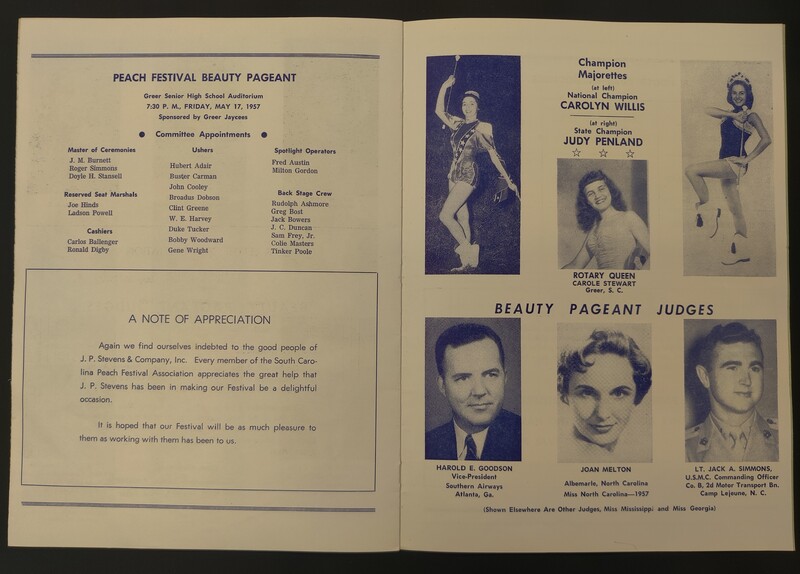 PEACH FESTIVAL BEAUTY PAGEANT
Greer Senior High School Auditorium
7:30 P. M., FRIDAY, MAY 17, 1957
Sponsored by Greer Jaycees
● Committee Appointments ●
Master of Ceremonies
J. M. Burnett
Roger Simmons
Doyle H. Stansell
Reserved Seat Marshals
Joe Hinds
Ladson Powell
Cashiers
Carlos Ballenger
Ronald Digby
Ushers
Hubert Adair
Buster Carman
John Cooley
Broadus Dobson
Clint Greene
W. E. Harvey
Duke Tucker
Bobby Woodward
Gene Wright
Spotlight Operators
Fred Austin
Milton Gordon
Back Stage Crew
Rudolph Ashmore
Greg Bost
Jack Bowers
J. C. Duncan
Sam Frey, Jr.
Colie Masters
Tinker Poole
A NOTE OF APPRECIATION
Again we find ourselves indebted to the good people of
J. P. Stevens & Company, Inc. Every member of the South Caro-
lina Peach Festival Association appreciates the great help that
J. P. Stevens has been in making our Festival be a delightful
occasion.
It is hoped that our Festival will be as much pleasure to
them as working with them has been to us.
Champion
Majorettes
(at left)
National Champion
CAROLYN WILLIS
(at right)
State Champion
JUDY PENLAND
☆ ☆ ☆
ROTARY QUEEN
CAROLE STEWART
Greer, S. C.
BEAUTY PAGEANT JUDGES
HAROLD E. GOODSON
Vice-President
Southern Airways
Atlanta, Ga.
JOAN MELTON
Albemarle, North Carolina
Miss North Carolina—1957
LT. JACK A. SIMMONS,
U.S.M.C. Commanding Officer
Co. B, 2d Motor Transport Bn.
Camp Lejeune, N. C.
(Shown Elsewhere Are Other Judges, Miss Mississippi and Miss Georgia)